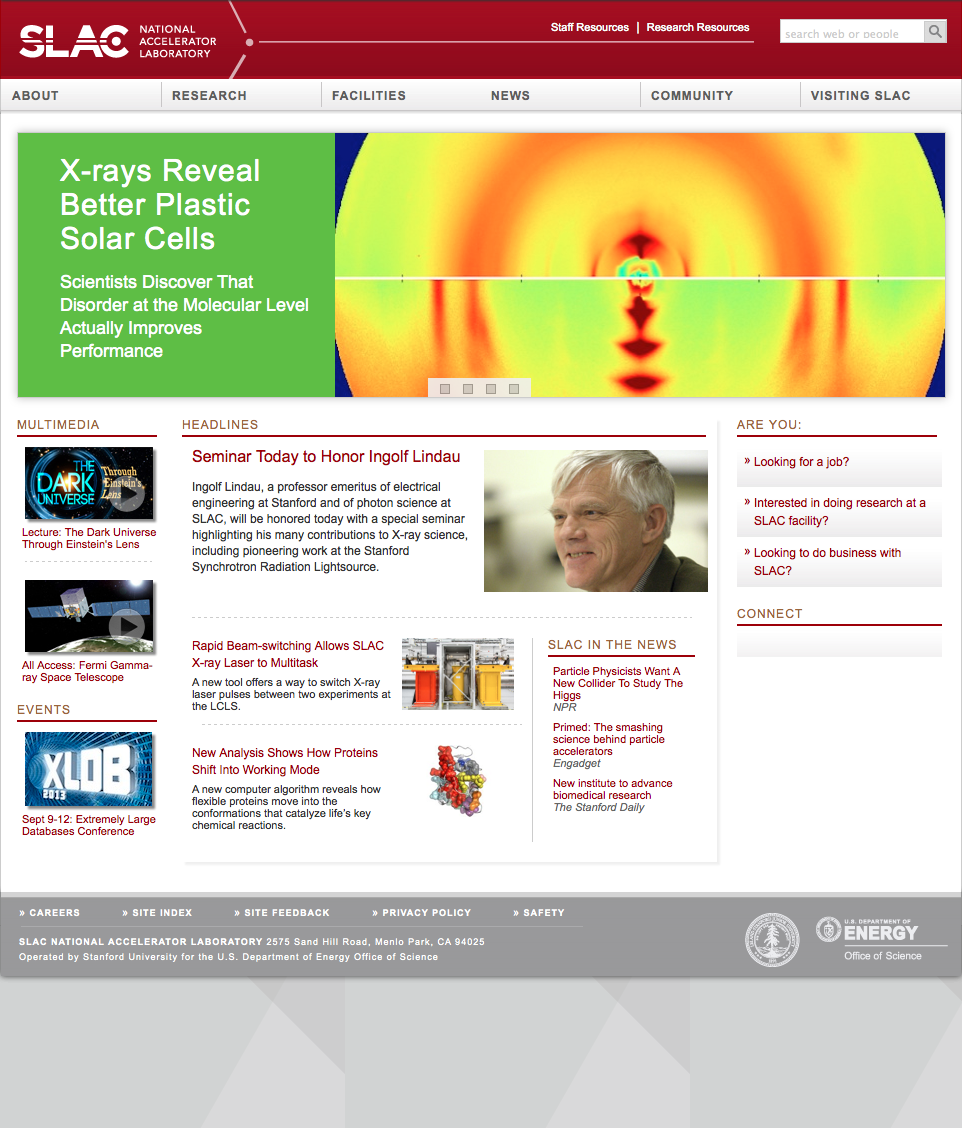 SLAC NATIONAL
ACCELERATOR
LABORATORY
Staff Resources | Research Resources
search web or people
ABOUT
RESEARCH
FACILITIES
NEWS
COMMUNITY
VISITING SLAC
X-rays Reveal
Better Plastic
Solar Cells
Scientists Discover That
Disorder at the Molecular Level
Actually Improves
Performance
MULTIMEDIA
THE
DARK
UNIVERSE
Through
Einstein's
Lens
Lecture: The Dark Universe
Through Einstein's Lens
All Access: Fermi Gamma-
ray Space Telescope
EVENTS
XLDB
2013
Sept 9-12: Extremely Large
Databases Conference
HEADLINES
Seminar Today to Honor Ingolf Lindau
Ingolf Lindau, a professor emeritus of electrical
engineering at Stanford and of photon science at
SLAC, will be honored today with a special seminar
highlighting his many contributions to X-ray science,
including pioneering work at the Stanford
Synchrotron Radiation Lightsource.
Rapid Beam-switching Allows SLAC
X-ray Laser to Multitask
A new tool offers a way to switch X-ray
laser pulses between two experiments at
the LCLS.
New Analysis Shows How Proteins
Shift Into Working Mode
A new computer algorithm reveals how
flexible proteins move into the
conformations that catalyze life’s key
chemical reactions.
SLAC IN THE NEWS
Particle Physicists Want A
New Collider To Study The
Higgs
NPR
Primed: The smashing
science behind particle
accelerators
Engadget
New institute to advance
biomedical research
The Stanford Daily
ARE YOU:
» Looking for a job?
» Interested in doing research at a
SLAC facility?
» Looking to do business with
SLAC?
CONNECT
» CAREERS
» SITE INDEX
» SITE FEEDBACK
» PRIVACY POLICY
» SAFETY
SLAC NATIONAL ACCELERATOR LABORATORY 2575 Sand Hill Road, Menlo Park, CA 94025
Operated by Stanford University for the U.S. Department of Energy Office of Science
U.S. DEPARTMENT OF
ENERGY
Office of Science